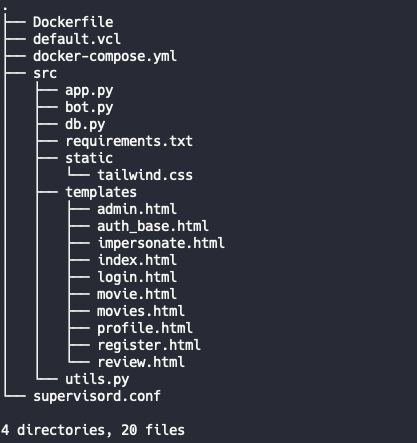 .
├── Dockerfile
├── default.vcl
├── docker-compose.yml
├── src
│   ├── app.py
│   ├── bot.py
│   ├── db.py
│   ├── requirements.txt
│   ├── static
│   │   └── tailwind.css
│   ├── templates
│   │   ├── admin.html
│   │   ├── auth_base.html
│   │   ├── impersonate.html
│   │   ├── index.html
│   │   ├── login.html
│   │   ├── movie.html
│   │   ├── movies.html
│   │   ├── profile.html
│   │   ├── register.html
│   │   └── review.html
│   └── utils.py
└── supervisord.conf

4 directories, 20 files